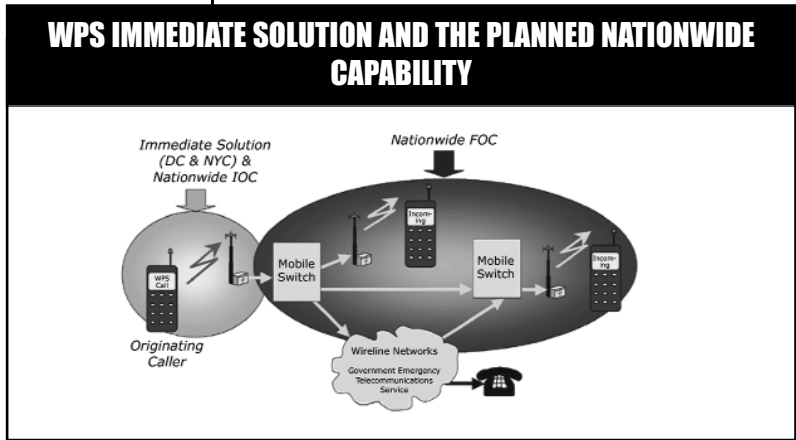 WPS IMMEDIATE SOLUTION AND THE PLANNED NATIONWIDE
CAPABILITY
Immediate Solution
(DC & NYC) &
Nationwide IOC
Nationwide FOC
Incom-
ing
Mobile
Switch
Mobile
Switch
Incom-
ing
WPS
Call
Originating
Caller
Wireline Networks
Government Emergency
Telecommunications
Service